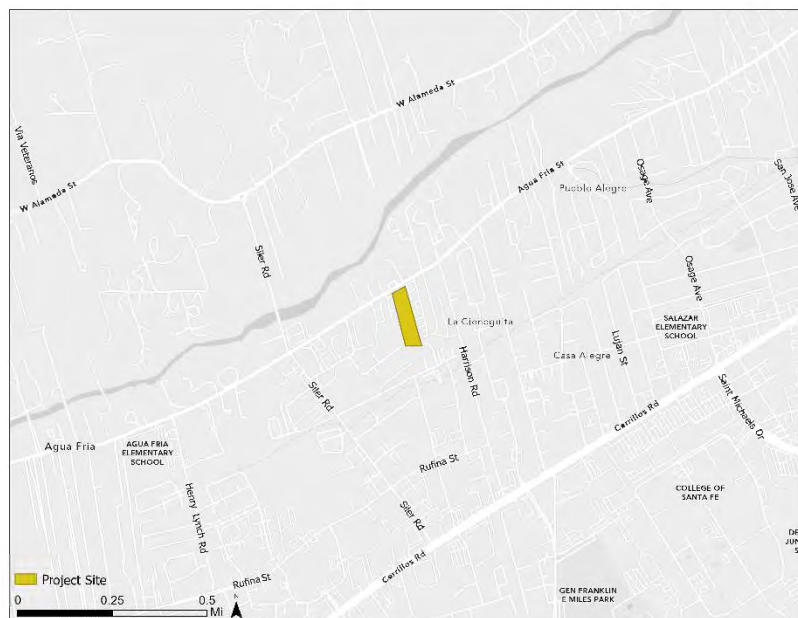 W Alameda St
Via Veteranos
Agua Fria St
Osage Ave
San Jose Ave
Pueblo Alegre
W Alameda St
Siler Rd
Osage Ave
La Cieneguita
SALAZAR
ELEMENTARY
SCHOOL
Casa Alegre
Lujan St
Harrison Rd
Siler Rd
Saint Michaels Dr
Cerrillos Rd
Agua Fria
AGUA FRIA
ELEMENTARY
SCHOOL
Rufina St
Henry Lynch Rd
COLLEGE OF
SANTA FE
Siler Rd
DE
JUN
S
Cerrillos Rd
Project Site
Rufina St
GEN FRANKLIN
E MILES PARK
N
0 0.25 0.5
Mi